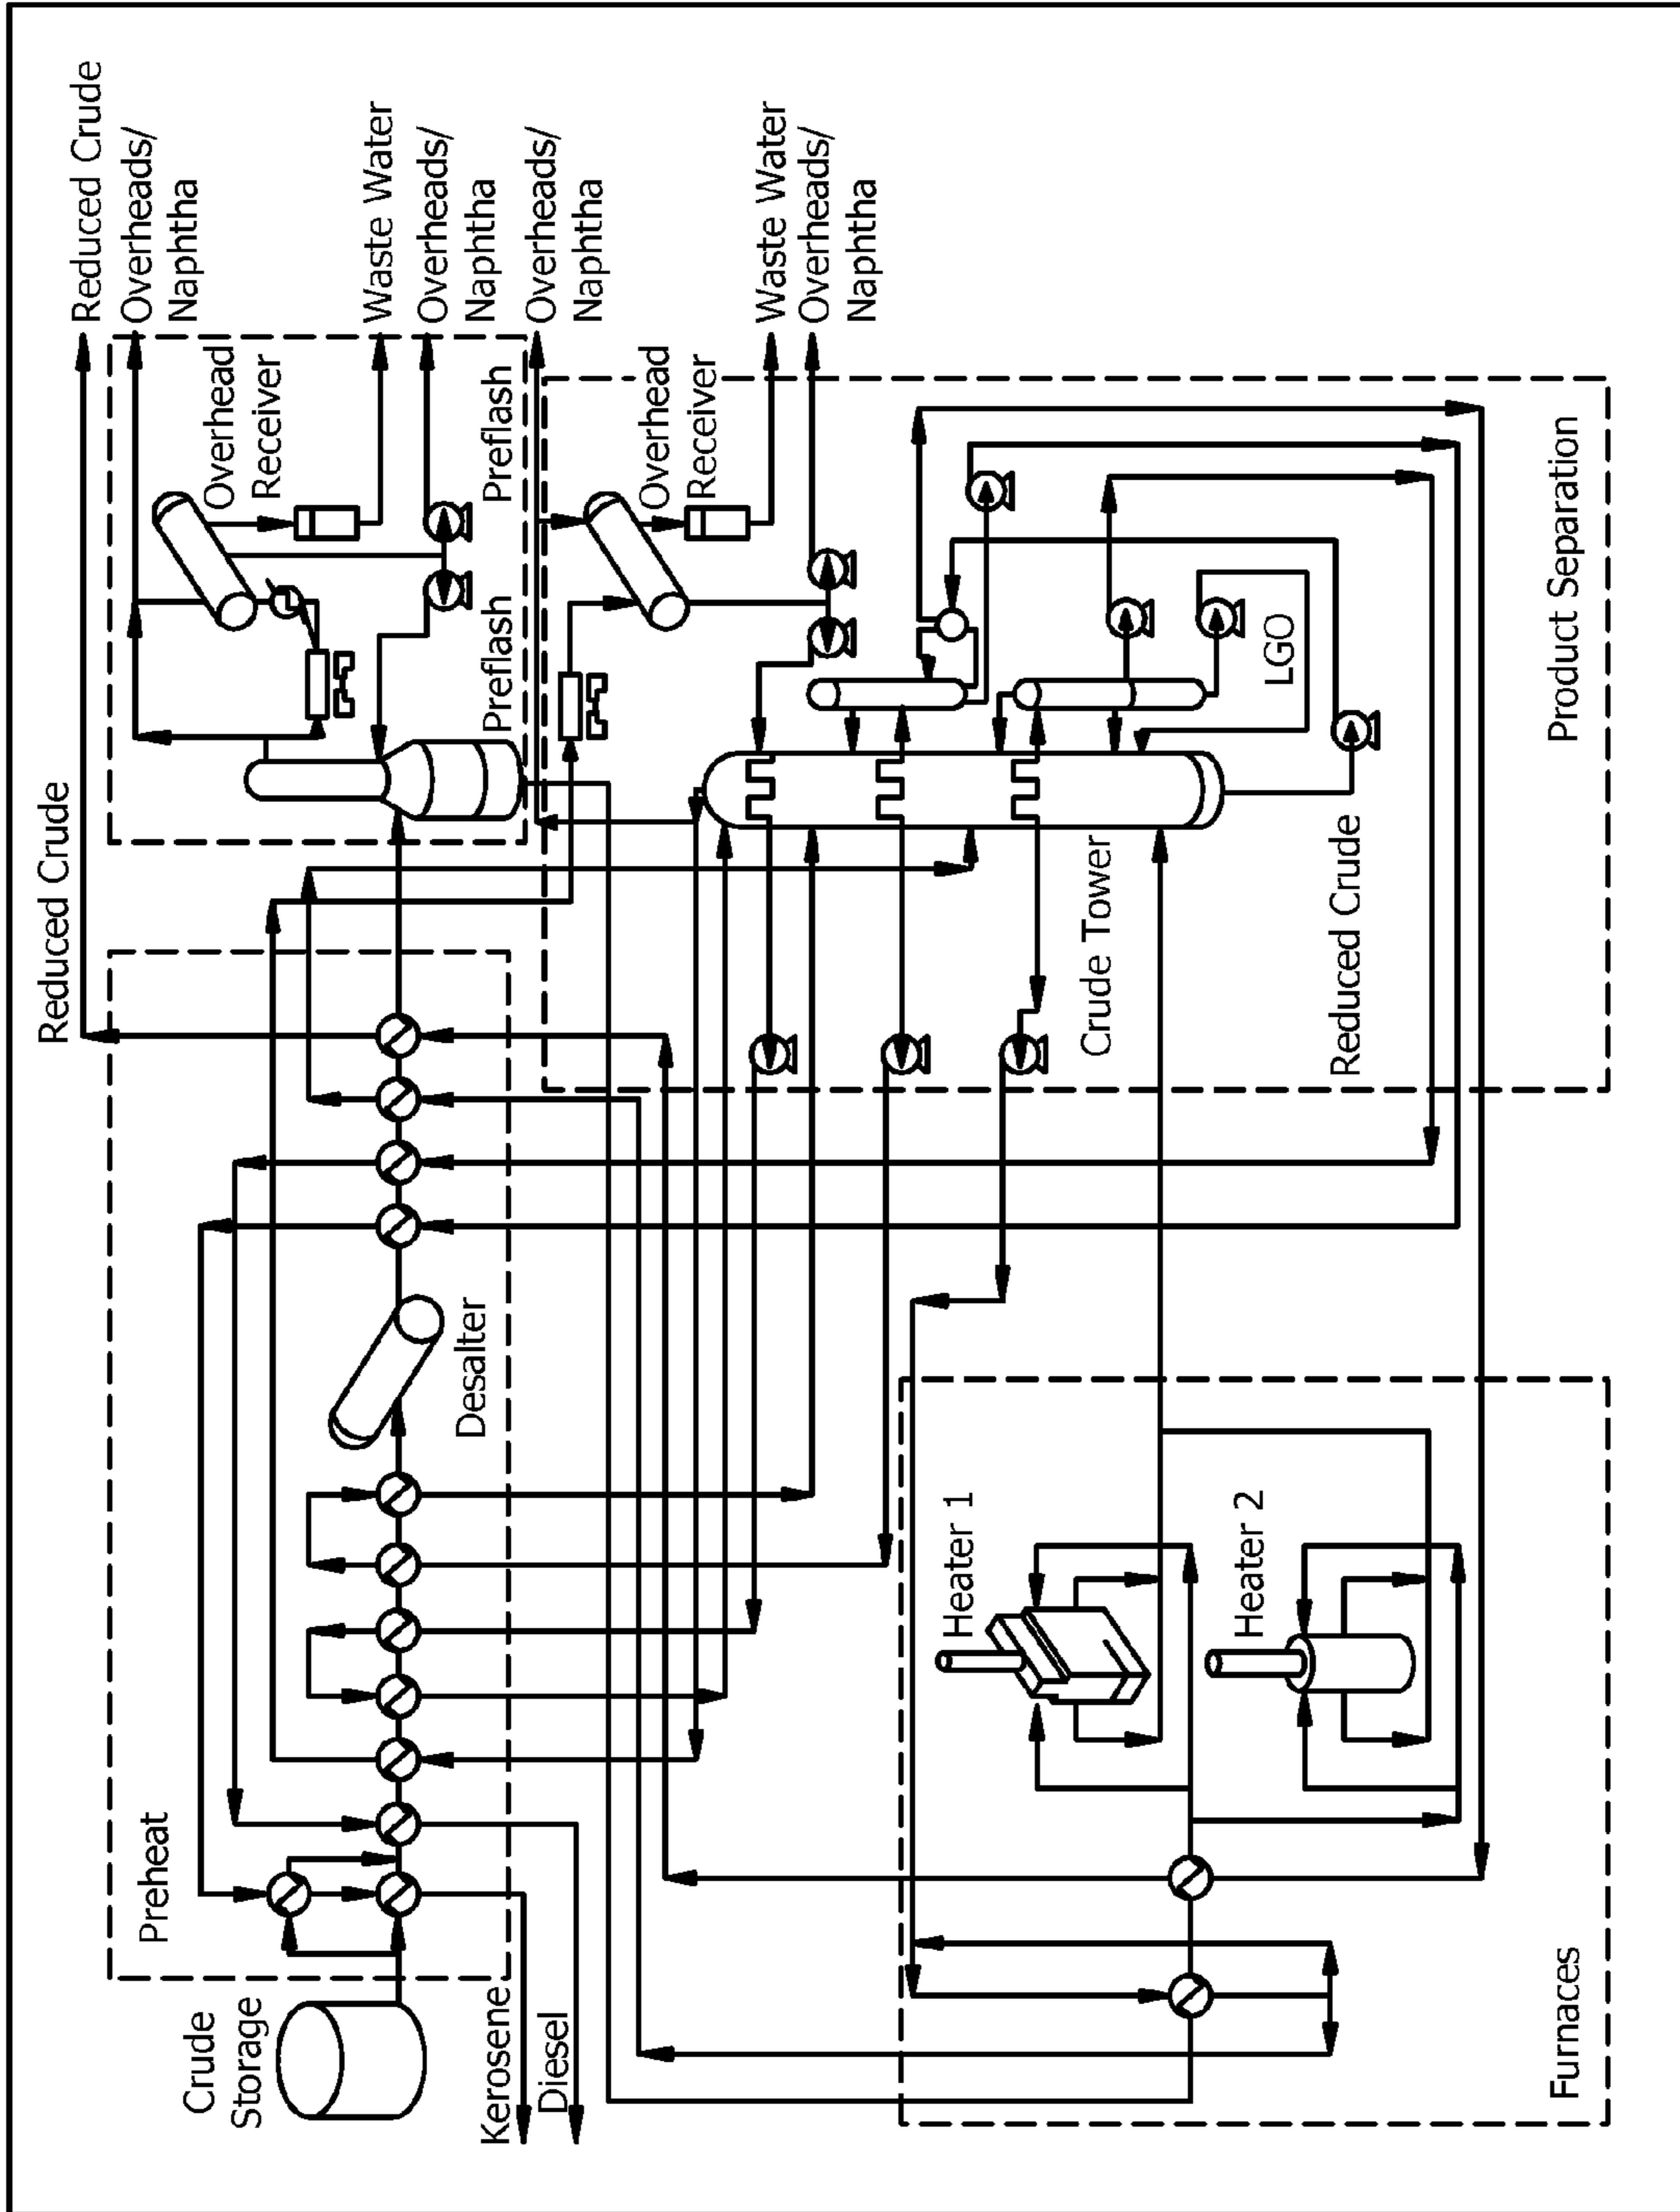 Reduced Crude
Reduced Crude
Overheads/
Naphtha
Overhead
Receiver
Waste Water
Overheads/
Naphtha
Preflash
Preflash
Preflash
Overheads/
Naphtha
Overhead
Receiver
Waste Water
Overheads/
Naphtha
Preheat
Crude
Storage
Desalter
Kerosene
Diesel
LGO
Crude Tower
Reduced Crude
Product Separation
Heater 1
Heater 2
Furnaces